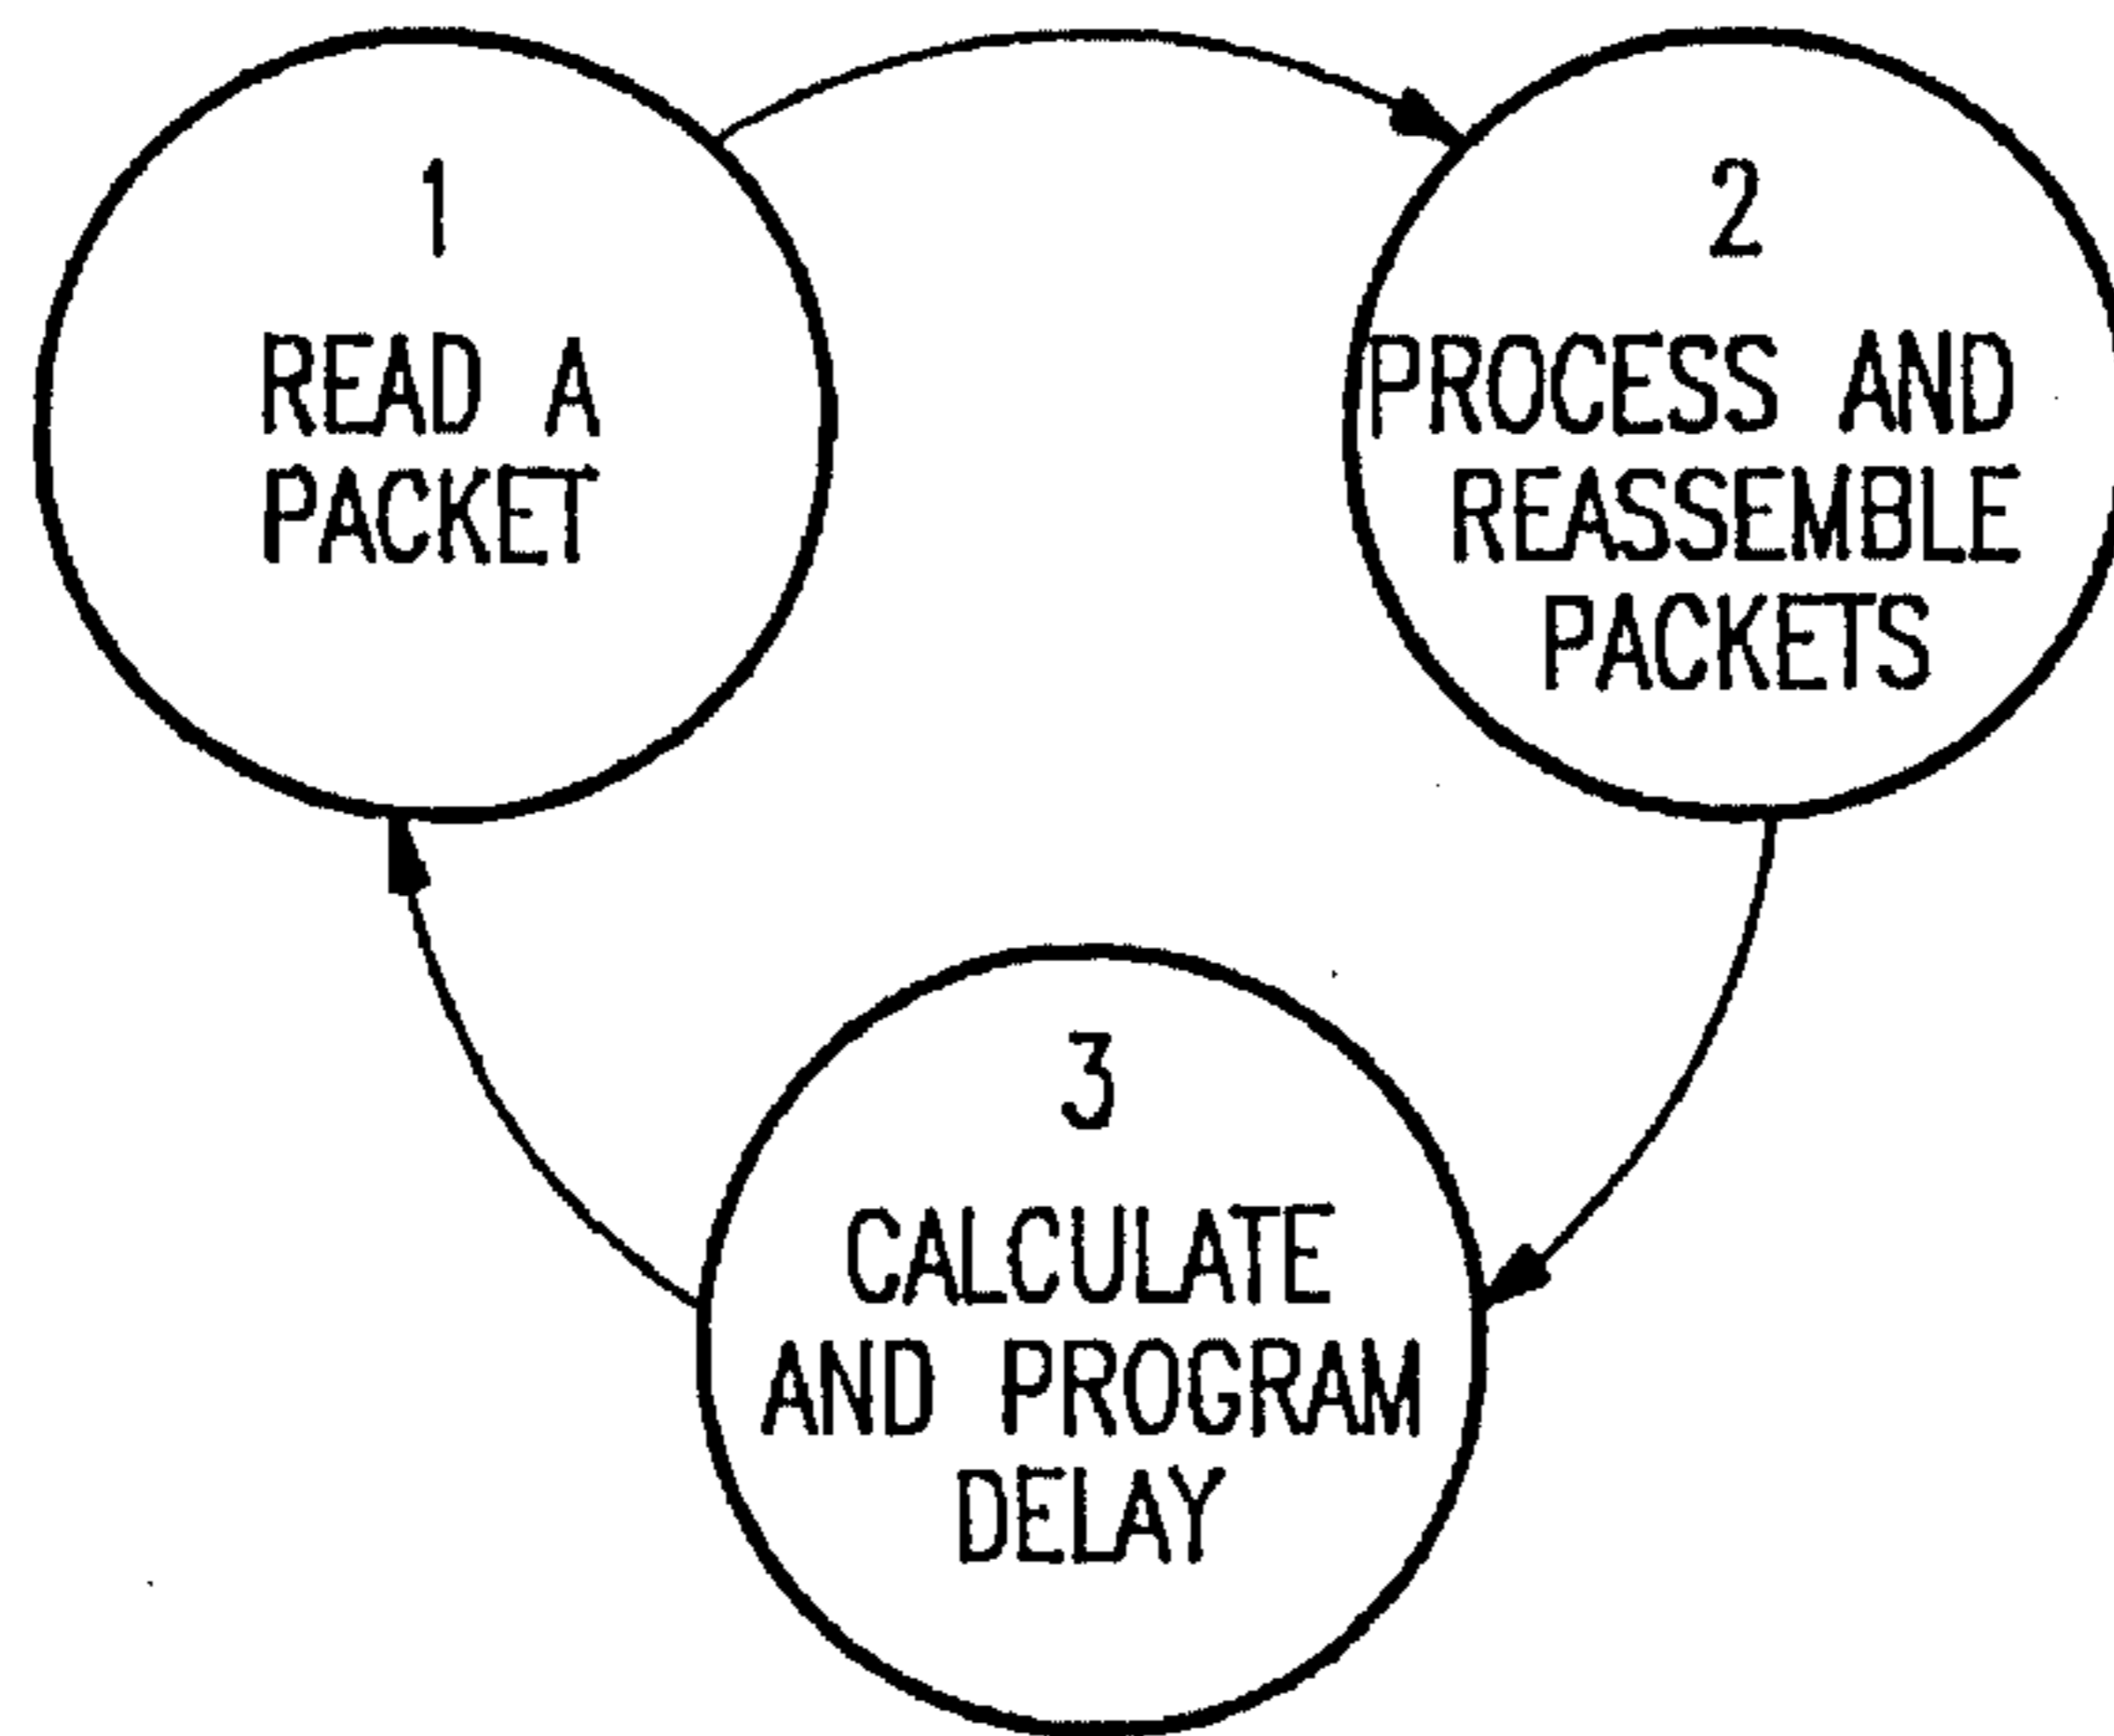 1
READ A
PACKET
2
PROCESS AND
REASSEMBLE
PACKETS
3
CALCULATE
AND PROGRAM
DELAY